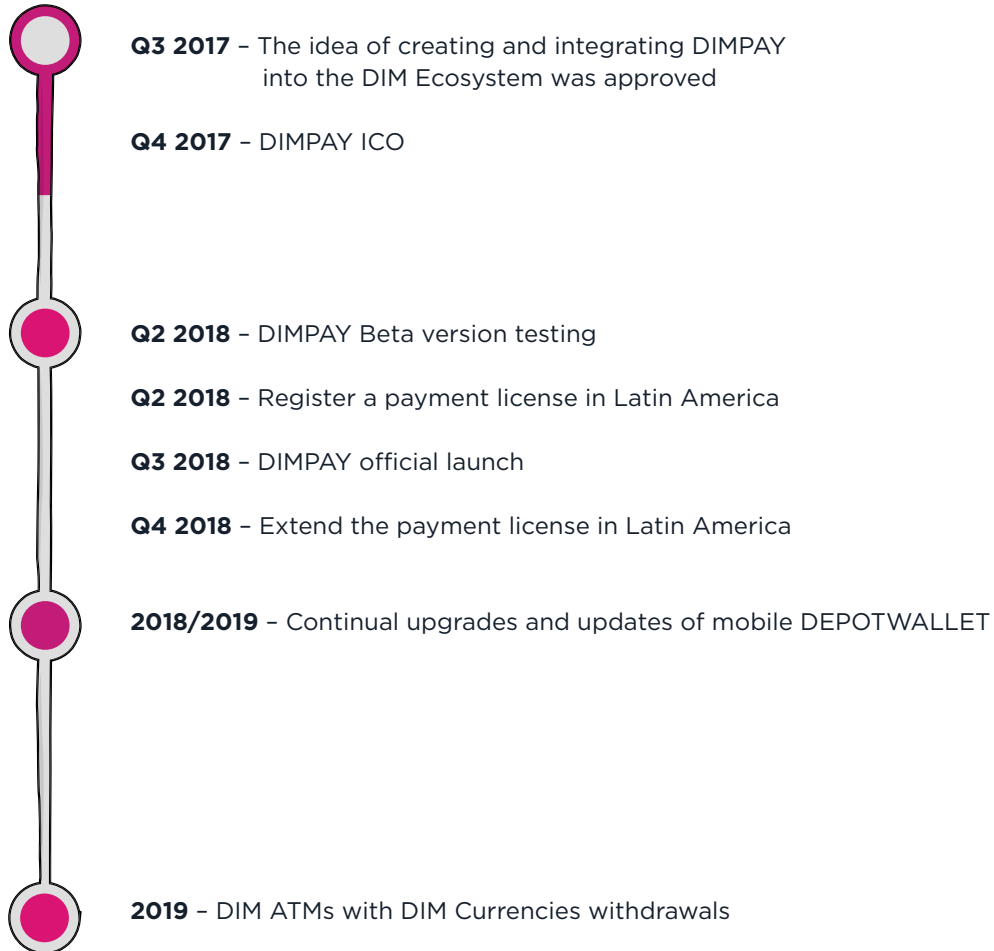 Q3 2017 – The idea of creating and integrating DIMPAY
into the DIM Ecosystem was approved
Q4 2017 – DIMPAY ICO
Q2 2018 – DIMPAY Beta version testing
Q2 2018 – Register a payment license in Latin America
Q3 2018 – DIMPAY official launch
Q4 2018 – Extend the payment license in Latin America
2018/2019 – Continual upgrades and updates of mobile DEPOTWALLET
2019 – DIM ATMs with DIM Currencies withdrawals